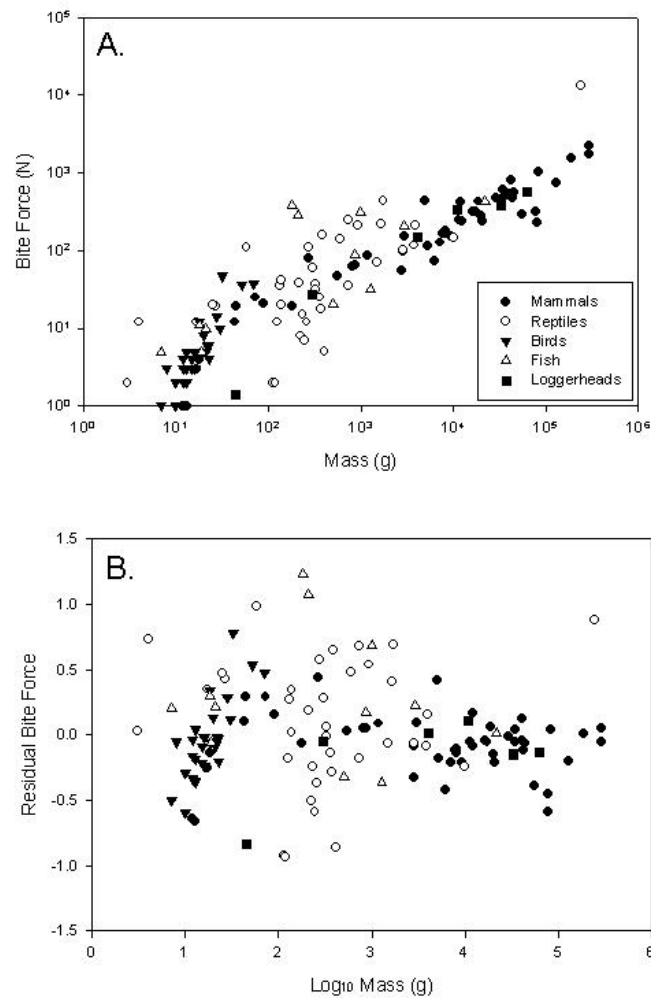 A.
10⁵
10⁴
10³
10²
10¹
10⁰
Bite Force (N)
Mammals
Reptiles
Birds
Fish
Loggerheads
10⁰ 10¹ 10² 10³ 10⁴ 10⁵ 10⁶
Mass (g)
B.
1.5
1.0
0.5
0.0
-0.5
-1.0
-1.5
Residual Bite Force
0 1 2 3 4 5 6
Log₁₀ Mass (g)